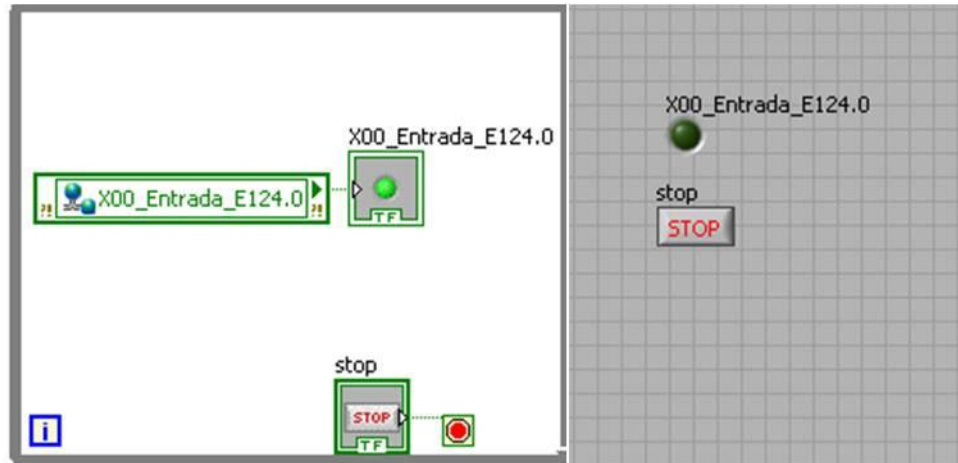 X00_Entrada_E124.0
?! X00_Entrada_E124.0 ?!
TF
stop
STOP
TF
i
X00_Entrada_E124.0
stop
STOP